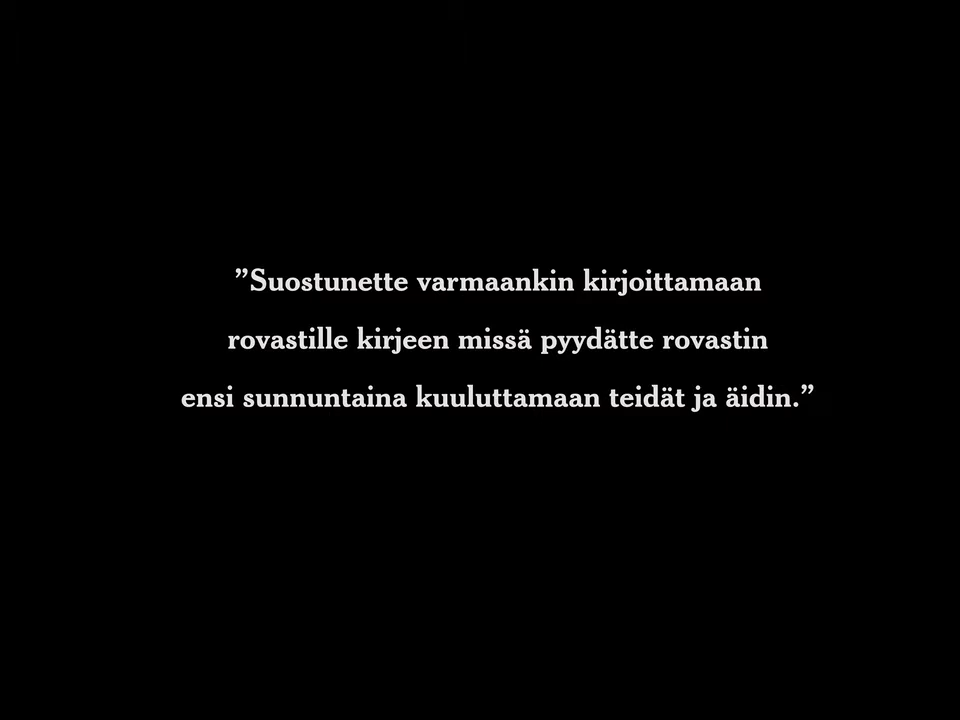 ”Suostunette varmaankin kirjoittamaan
rovastille kirjeen missä pyydätte rovastin
ensi sunnuntaina kuuluttamaan teidät ja äidin.”